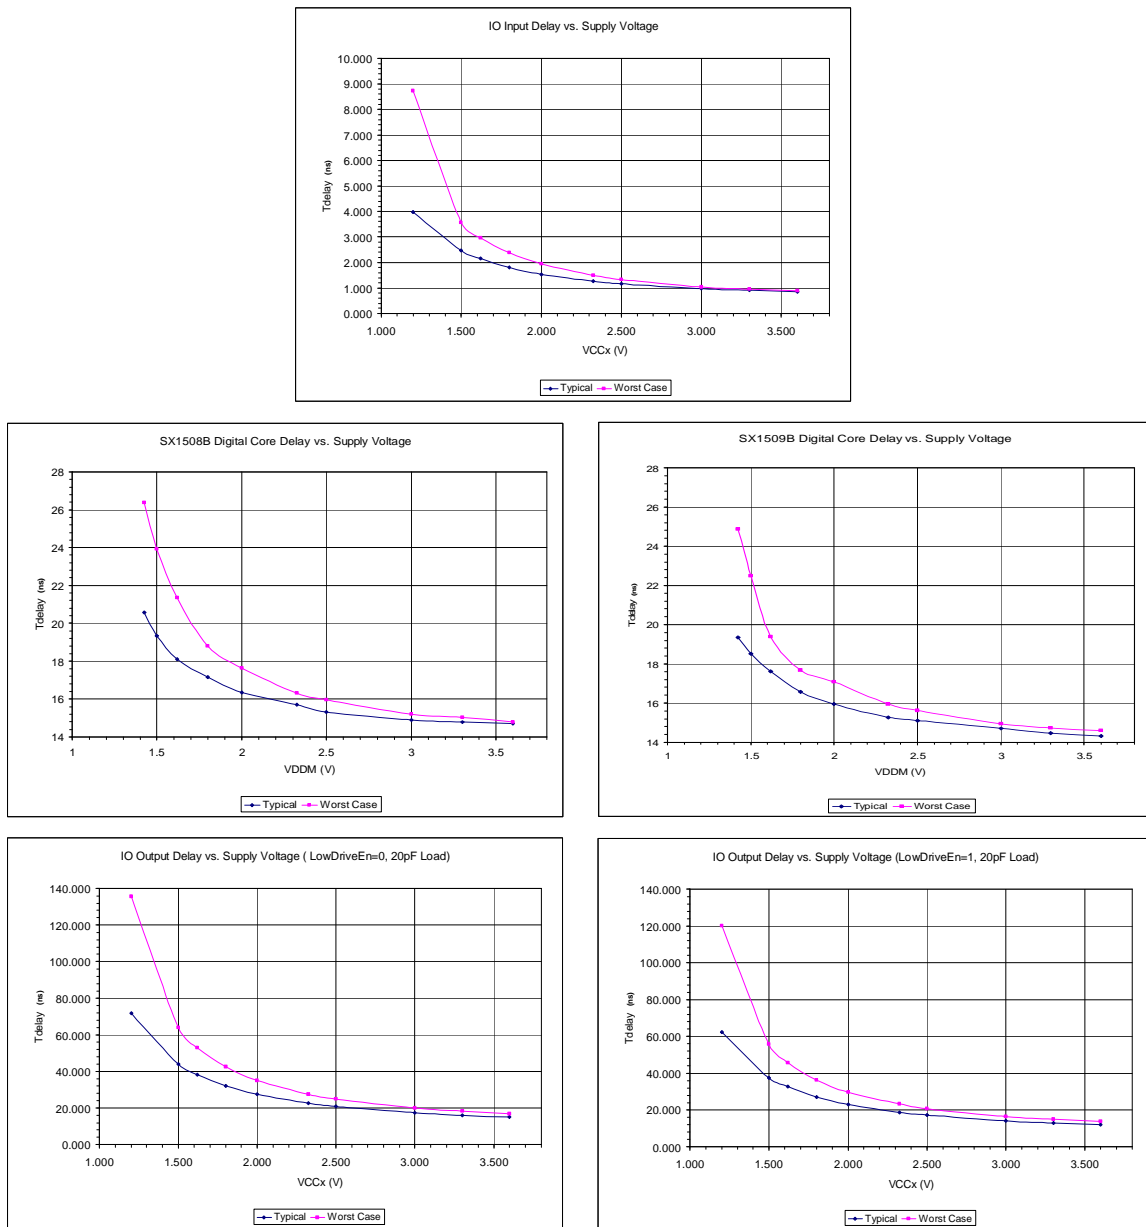 IO Input Delay vs. Supply Voltage
10.000
9.000
8.000
7.000
6.000
5.000
4.000
3.000
2.000
1.000
0.000
Tdelay (ns)
1.000 1.500 2.000 2.500 3.000 3.500
VCCx (V)
Typical Worst Case
SX1508B Digital Core Delay vs. Supply Voltage
28
26
24
22
20
18
16
14
Tdelay (ns)
1 1.5 2 2.5 3 3.5
VDDM (V)
Typical Worst Case
SX1509B Digital Core Delay vs. Supply Voltage
28
26
24
22
20
18
16
14
Tdelay (ns)
1 1.5 2 2.5 3 3.5
VDDM (V)
Typical Worst Case
IO Output Delay vs. Supply Voltage ( LowDriveEn=0, 20pF Load)
140.000
120.000
100.000
80.000
60.000
40.000
20.000
0.000
Tdelay (ns)
1.000 1.500 2.000 2.500 3.000 3.500
VCCx (V)
Typical Worst Case
IO Output Delay vs. Supply Voltage (LowDriveEn=1, 20pF Load)
140.000
120.000
100.000
80.000
60.000
40.000
20.000
0.000
Tdelay (ns)
1.000 1.500 2.000 2.500 3.000 3.500
VCCx (V)
Typical Worst Case